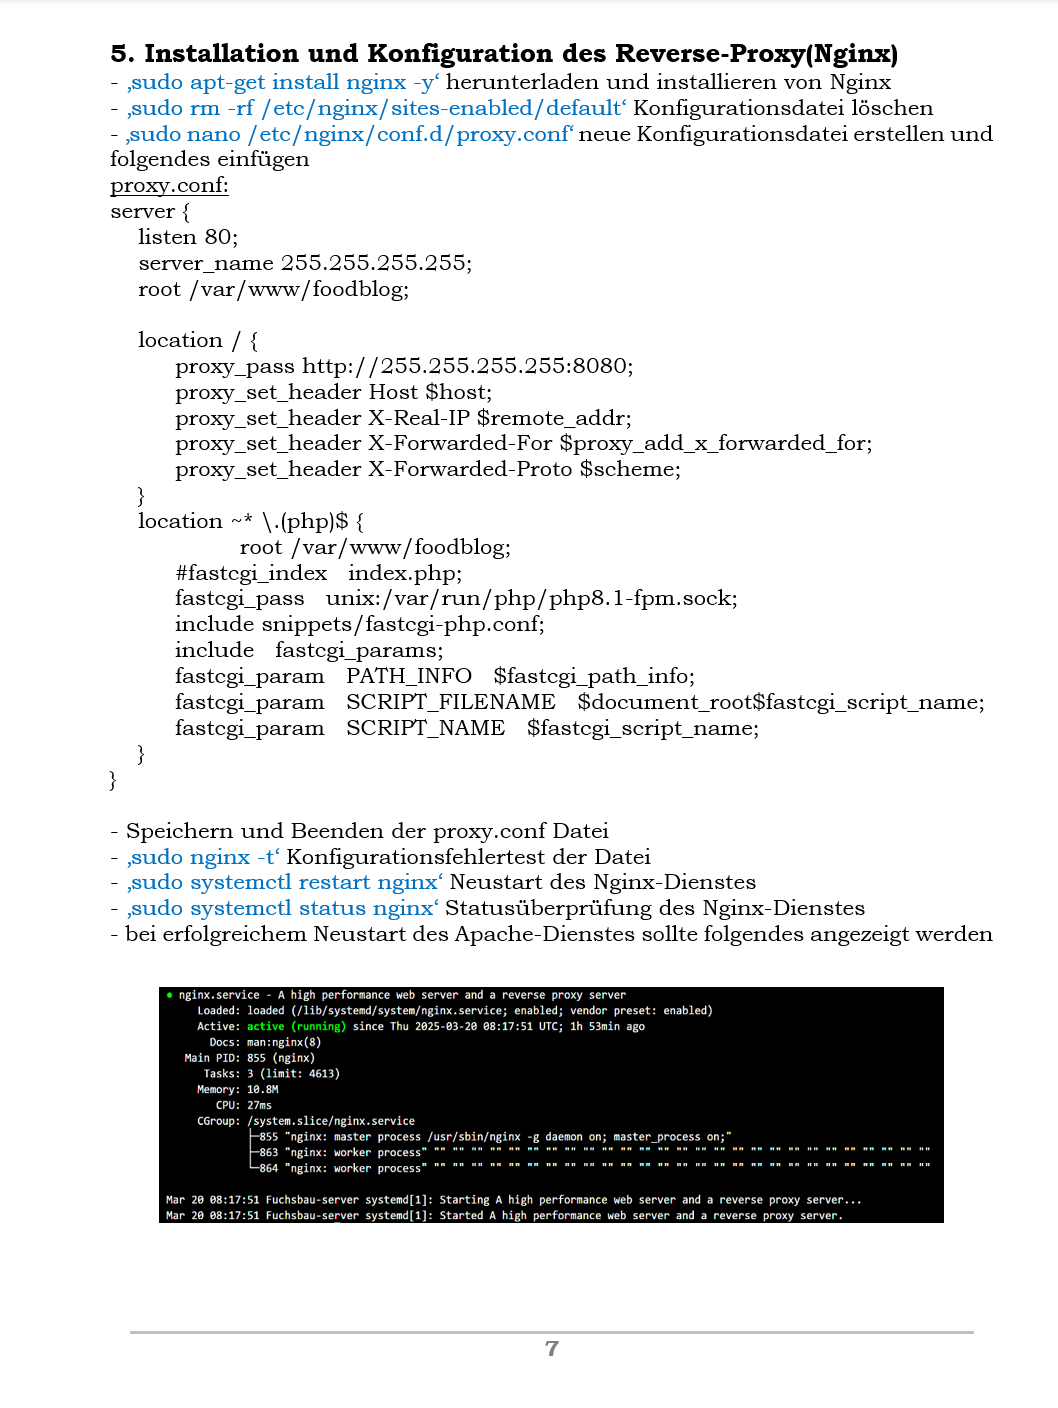 5. Installation und Konfiguration des Reverse-Proxy(Nginx)
- ‚sudo apt-get install nginx -y‘ herunterladen und installieren von Nginx
- ‚sudo rm -rf /etc/nginx/sites-enabled/default‘ Konfigurationsdatei löschen
- ‚sudo nano /etc/nginx/conf.d/proxy.conf‘ neue Konfigurationsdatei erstellen und
folgendes einfügen
proxy.conf:
server {
listen 80;
server_name 255.255.255.255;
root /var/www/foodblog;
location / {
proxy_pass http://255.255.255.255:8080;
proxy_set_header Host $host;
proxy_set_header X-Real-IP $remote_addr;
proxy_set_header X-Forwarded-For $proxy_add_x_forwarded_for;
proxy_set_header X-Forwarded-Proto $scheme;
}
location ~* \.(php)$ {
root /var/www/foodblog;
#fastcgi_index index.php;
fastcgi_pass unix:/var/run/php/php8.1-fpm.sock;
include snippets/fastcgi-php.conf;
include fastcgi_params;
fastcgi_param PATH_INFO $fastcgi_path_info;
fastcgi_param SCRIPT_FILENAME $document_root$fastcgi_script_name;
fastcgi_param SCRIPT_NAME $fastcgi_script_name;
}
}
- Speichern und Beenden der proxy.conf Datei
- ‚sudo nginx -t‘ Konfigurationsfehlertest der Datei
- ‚sudo systemctl restart nginx‘ Neustart des Nginx-Dienstes
- ‚sudo systemctl status nginx‘ Statusüberprüfung des Nginx-Dienstes
- bei erfolgreichem Neustart des Apache-Dienstes sollte folgendes angezeigt werden
● nginx.service - A high performance web server and a reverse proxy server
Loaded: loaded (/lib/systemd/system/nginx.service; enabled; vendor preset: enabled)
Active: active (running) since Thu 2025-03-20 08:17:51 UTC; 1h 53min ago
Docs: man:nginx(8)
Main PID: 855 (nginx)
Tasks: 3 (limit: 4613)
Memory: 10.8M
CPU: 27ms
CGroup: /system.slice/nginx.service
├─855 "nginx: master process /usr/sbin/nginx -g daemon on; master_process on;"
├─863 "nginx: worker process" "" "" "" "" "" "" "" "" "" "" "" "" "" "" "" "" "" "" "" "" "" "" "" "" "" "" ""
└─864 "nginx: worker process" "" "" "" "" "" "" "" "" "" "" "" "" "" "" "" "" "" "" "" "" "" "" "" "" "" "" ""
Mar 20 08:17:51 Fuchsbau-server systemd[1]: Starting A high performance web server and a reverse proxy server...
Mar 20 08:17:51 Fuchsbau-server systemd[1]: Started A high performance web server and a reverse proxy server.
7